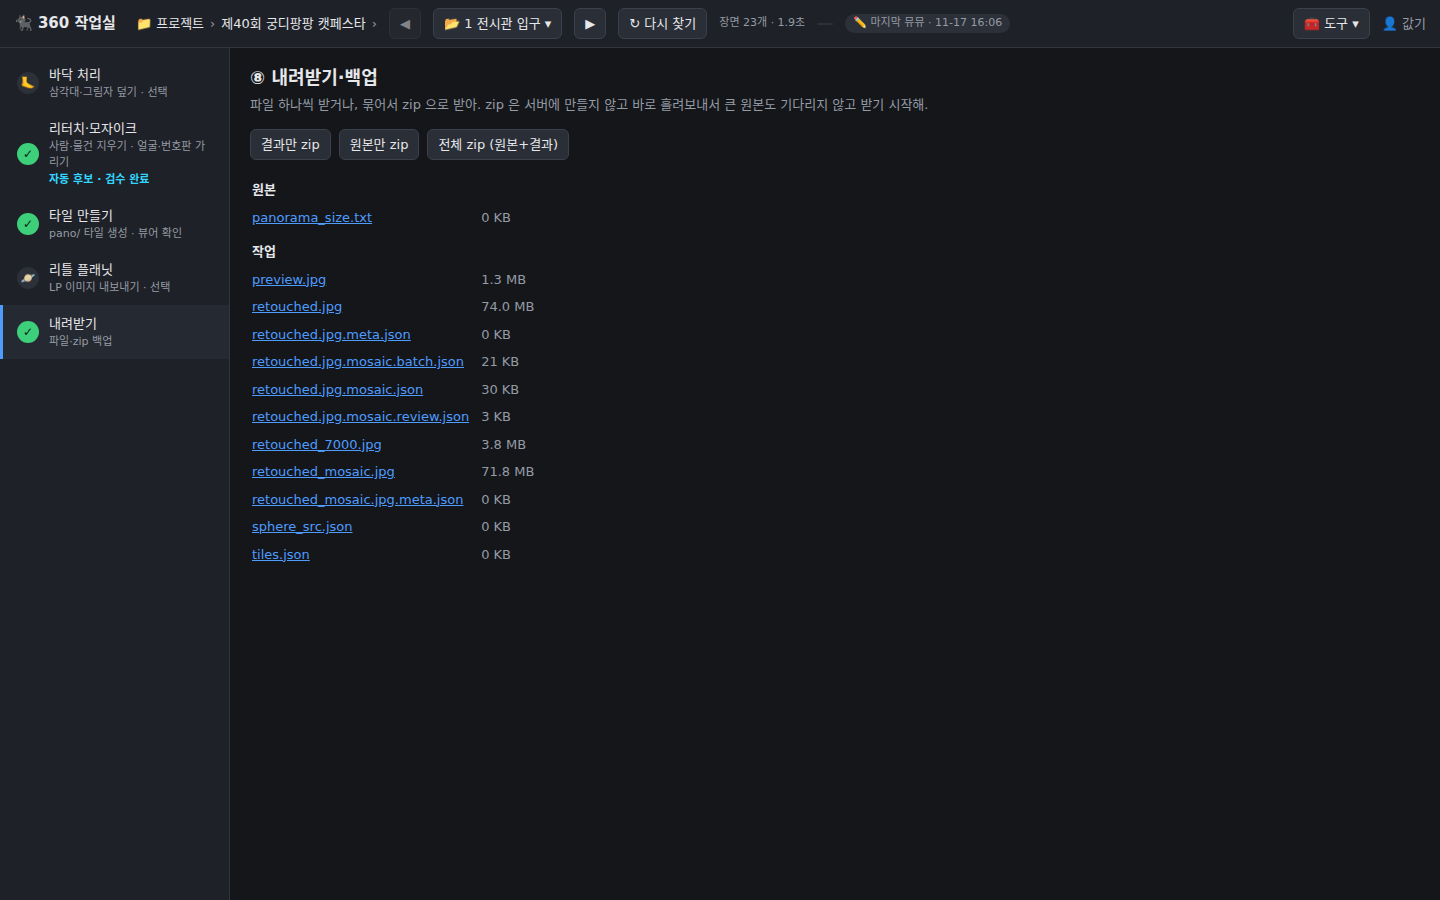 🐈‍⬛ 360 작업실 📁 프로젝트 › 제40회 궁디팡팡 캣페스타 › ◀ 📂 1 전시관 입구 ▾ ▶ ↻ 다시 찾기 장면 23개 · 1.9초 — ✏️ 마지막 뮤뮤 · 11-17 16:06 🧰 도구 ▾ 👤 값기
바닥 처리
삼각대·그림자 덮기 · 선택
✓ 리터치·모자이크
사람·물건 지우기 · 얼굴·번호판 가
리기
자동 후보 · 검수 완료
✓ 타일 만들기
pano/ 타일 생성 · 뷰어 확인
🪐 리틀 플래닛
LP 이미지 내보내기 · 선택
✓ 내려받기
파일·zip 백업
⑧ 내려받기·백업
파일 하나씩 받거나, 묶어서 zip 으로 받아. zip 은 서버에 만들지 않고 바로 흘려보내서 큰 원본도 기다리지 않고 받기 시작해.
결과만 zip 원본만 zip 전체 zip (원본+결과)
원본
panorama_size.txt 0 KB
작업
preview.jpg 1.3 MB
retouched.jpg 74.0 MB
retouched.jpg.meta.json 0 KB
retouched.jpg.mosaic.batch.json 21 KB
retouched.jpg.mosaic.json 30 KB
retouched.jpg.mosaic.review.json 3 KB
retouched_7000.jpg 3.8 MB
retouched_mosaic.jpg 71.8 MB
retouched_mosaic.jpg.meta.json 0 KB
sphere_src.json 0 KB
tiles.json 0 KB